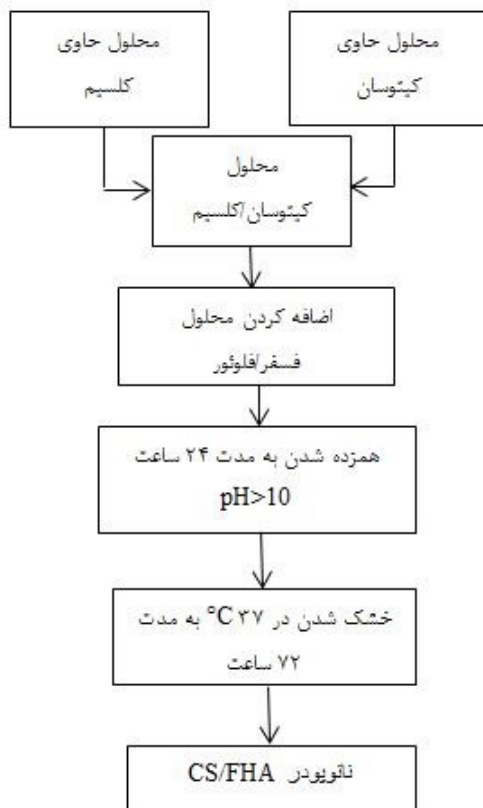 محلول حاوی
کلسیم
محلول حاوی
کیتوسان
محلول
کیتوسان/کلسیم
اضافه کردن محلول
فسفر/فلوئور
همزده شدن به مدت ۲۴ ساعت
pH>10
خشک شدن در ۳۷ °C به مدت
۷۲ ساعت
نانوپودر CS/FHA